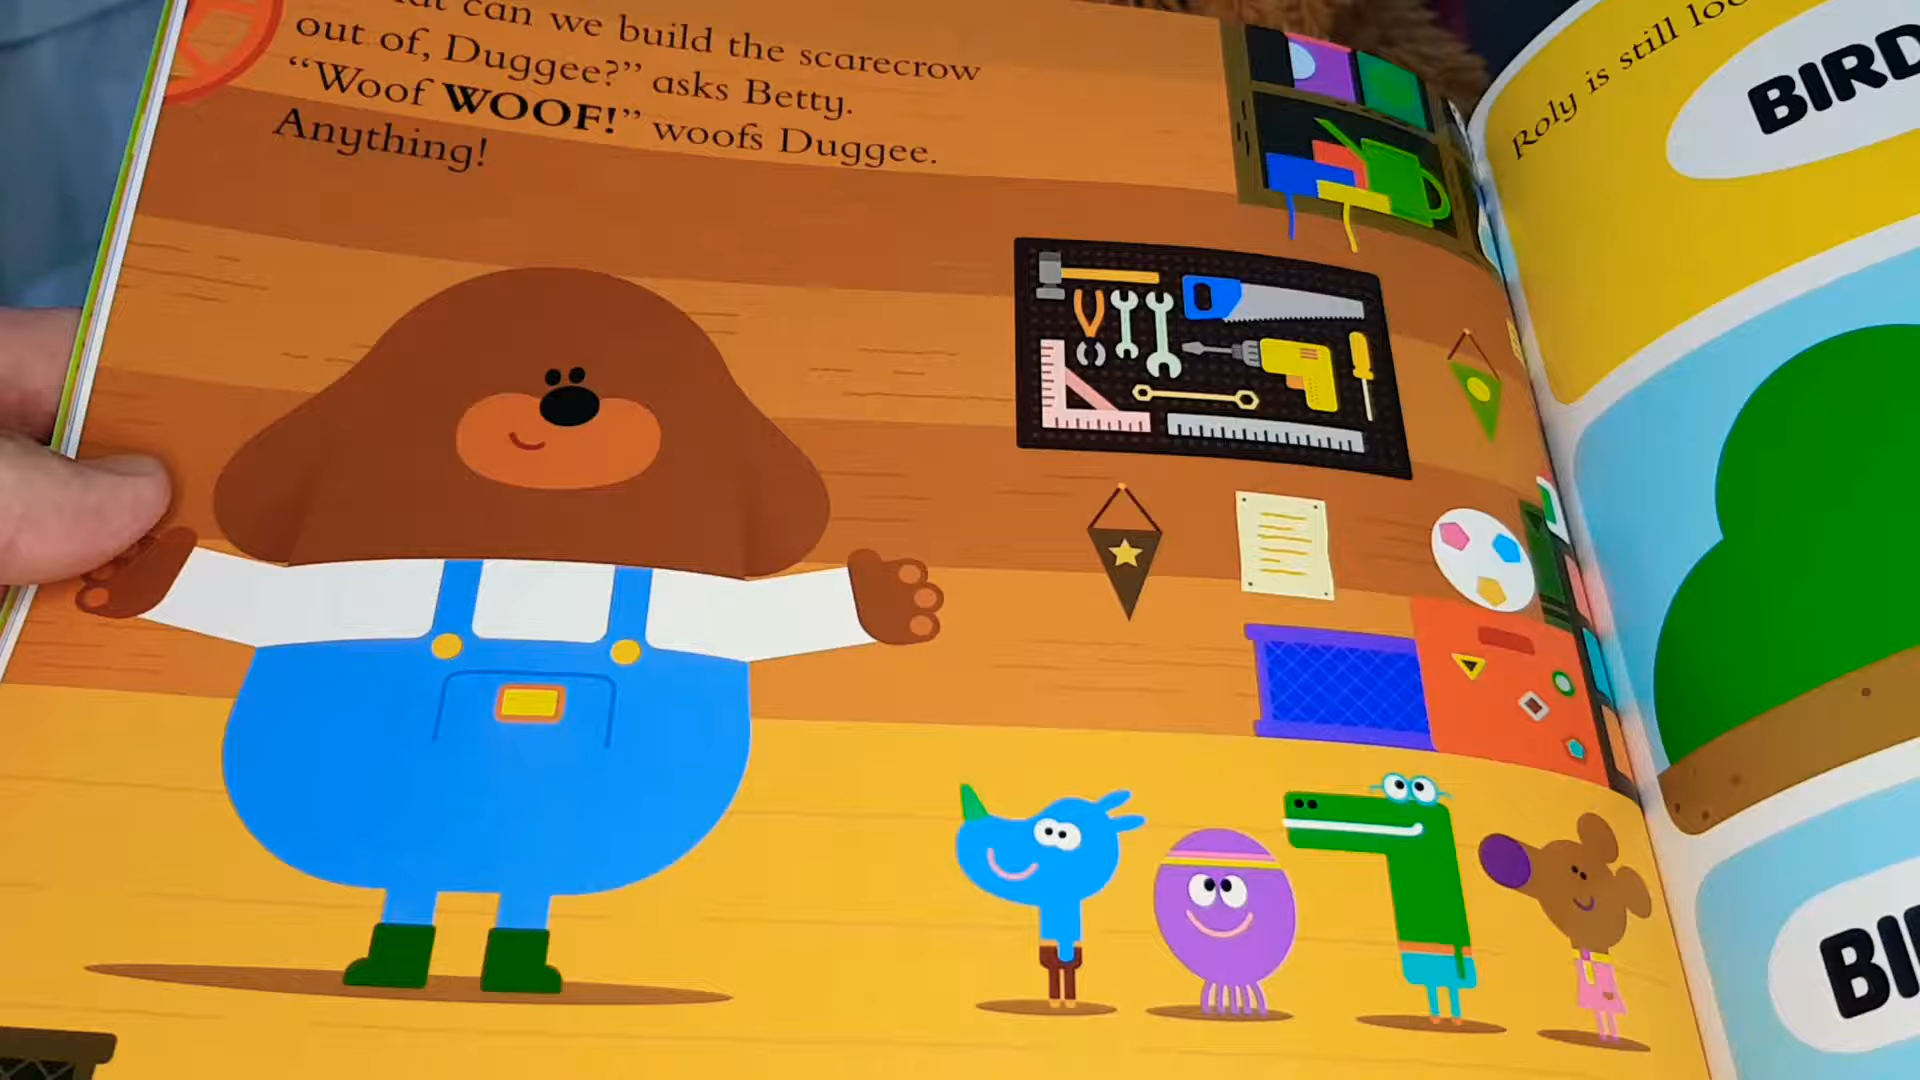 can we build the scarecrow
out of, Duggee?” asks Betty.
“Woof WOOF!” woofs Duggee.
Anything!
Roly is still
BIRD